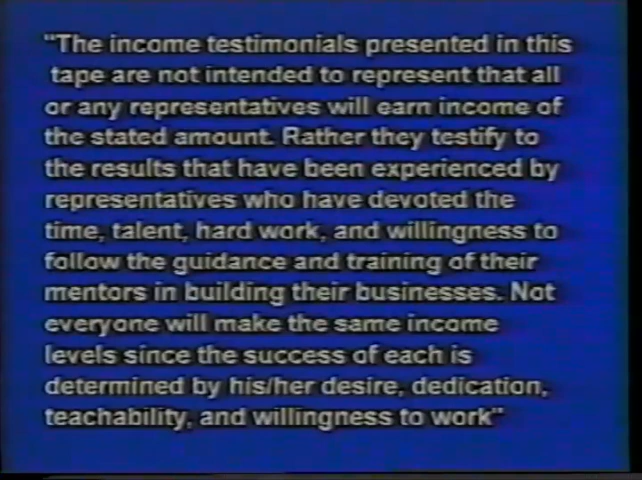 "The income testimonials presented in this
tape are not intended to represent that all
or any representatives will earn income of
the stated amount. Rather they testify to
the results that have been experienced by
representatives who have devoted the
time, talent, hard work, and willingness to
follow the guidance and training of their
mentors in building their businesses. Not
everyone will make the same income
levels since the success of each is
determined by his/her desire, dedication,
teachability, and willingness to work"